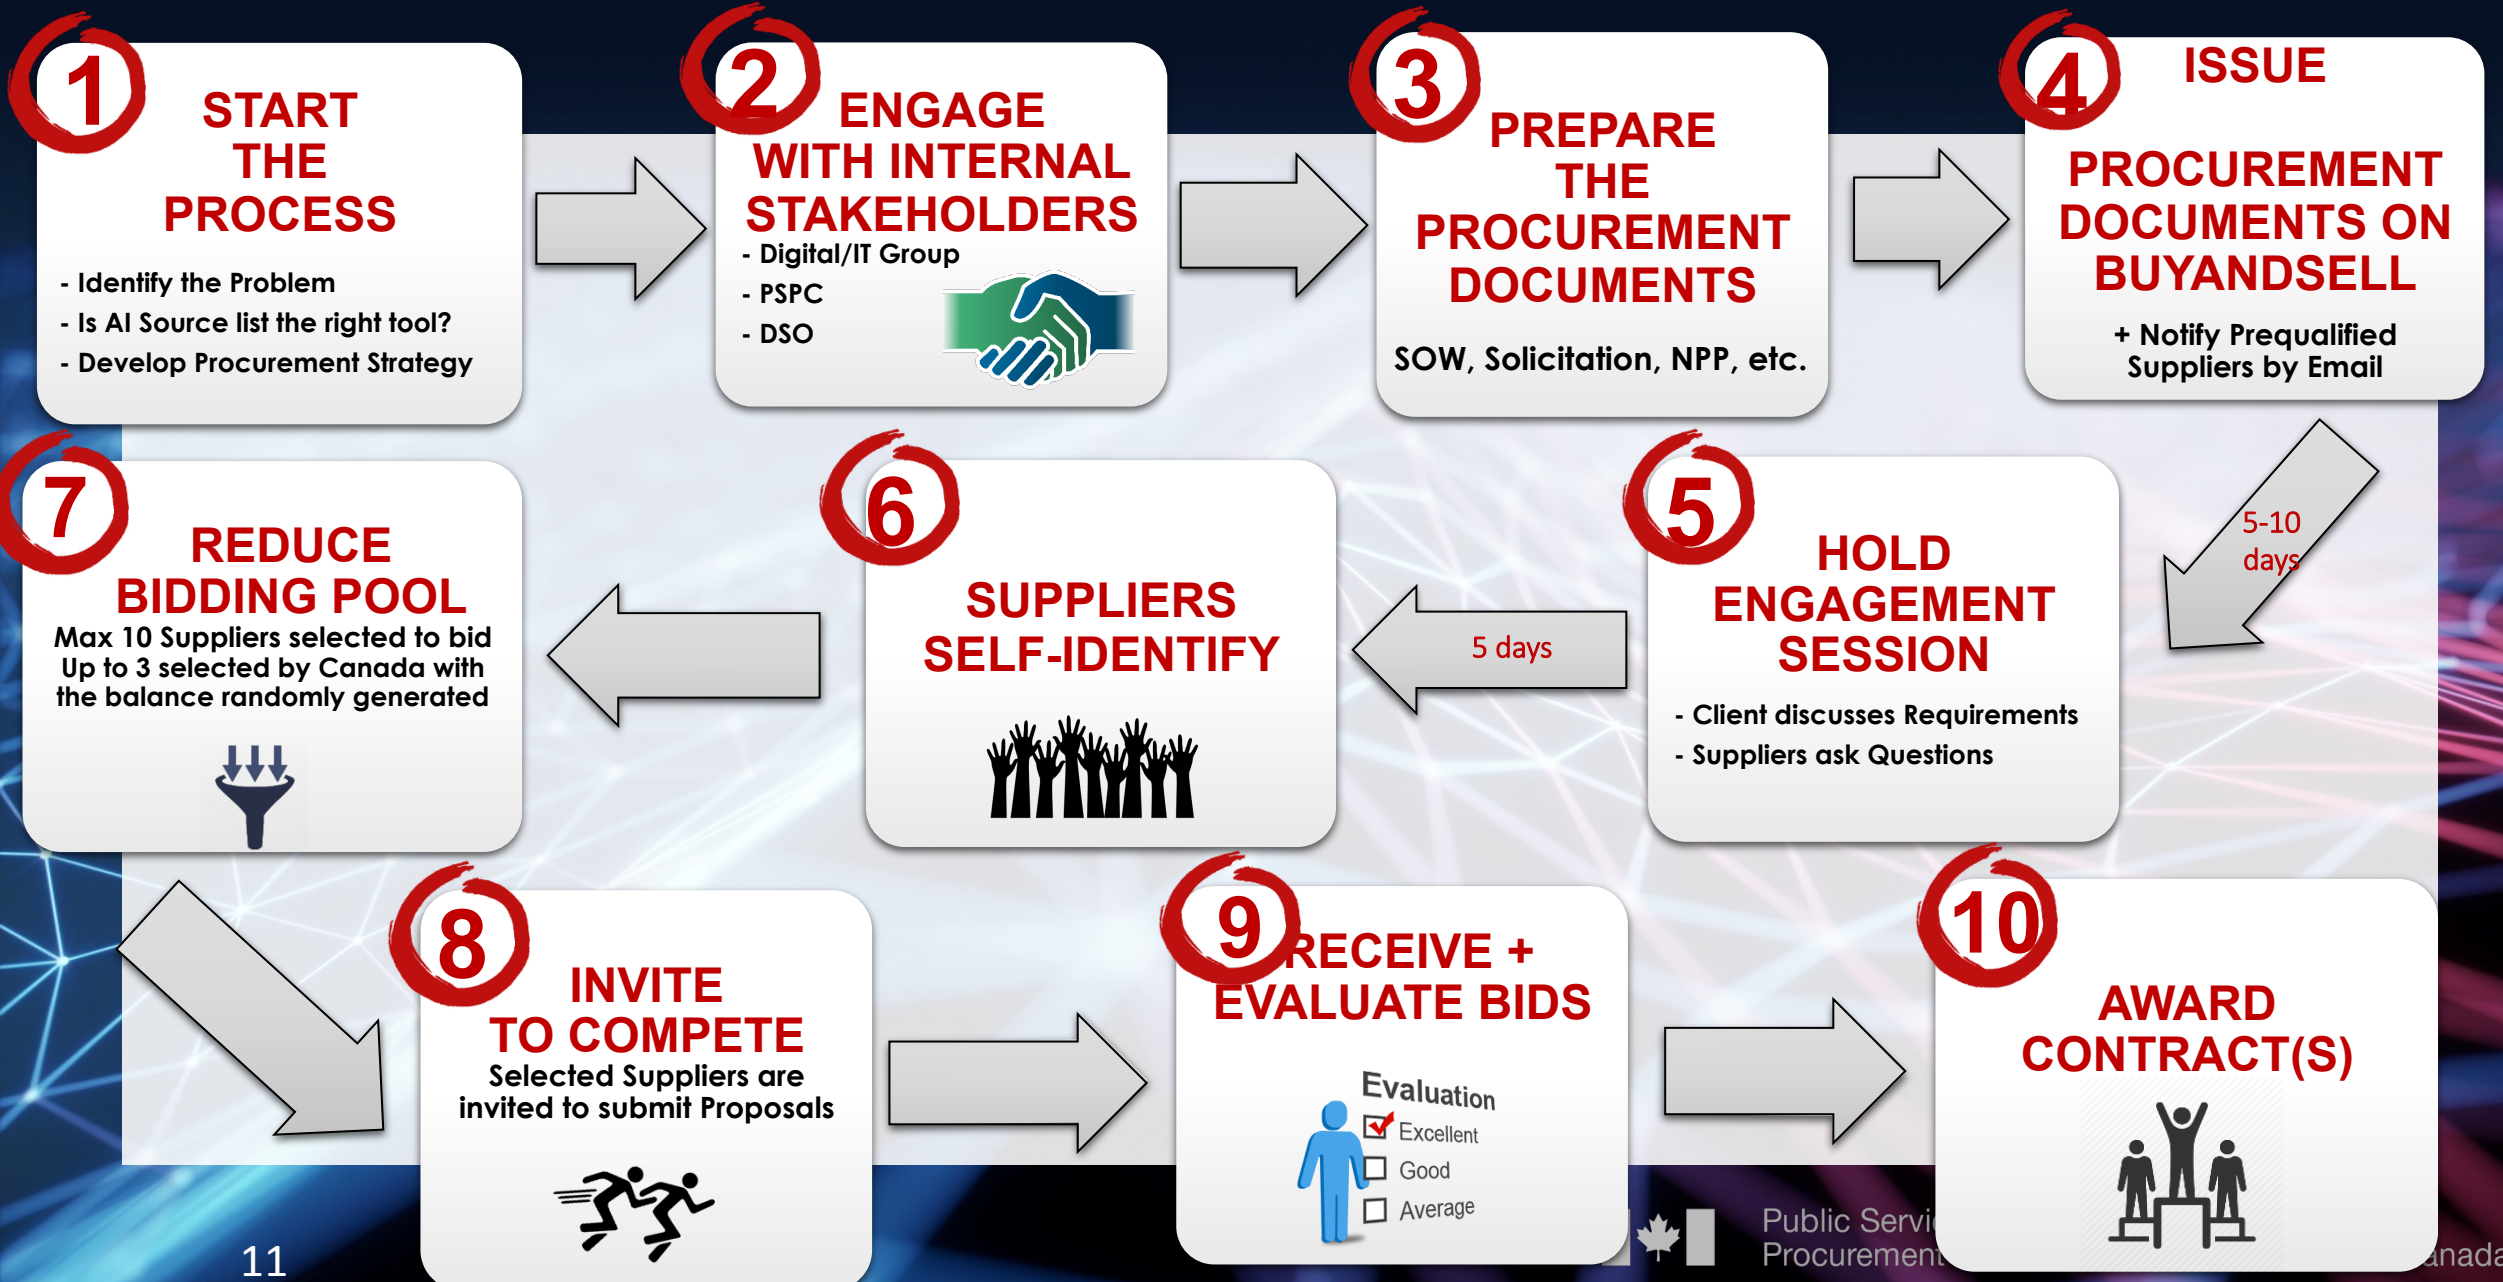 1
START
THE
PROCESS
- Identify the Problem
- Is AI Source list the right tool?
- Develop Procurement Strategy
2
ENGAGE
WITH INTERNAL
STAKEHOLDERS
- Digital/IT Group
- PSPC
- DSO
3
PREPARE
THE
PROCUREMENT
DOCUMENTS
SOW, Solicitation, NPP, etc.
4
ISSUE
PROCUREMENT
DOCUMENTS ON
BUYANDSELL
+ Notify Prequalified
Suppliers by Email
5-10
days
5
HOLD
ENGAGEMENT
SESSION
- Client discusses Requirements
- Suppliers ask Questions
5 days
6
SUPPLIERS
SELF-IDENTIFY
7
REDUCE
BIDDING POOL
Max 10 Suppliers selected to bid
Up to 3 selected by Canada with
the balance randomly generated
8
INVITE
TO COMPETE
Selected Suppliers are
invited to submit Proposals
9
RECEIVE +
EVALUATE BIDS
Evaluation
Excellent
Good
Average
10
AWARD
CONTRACT(S)
Public
Procurement
11